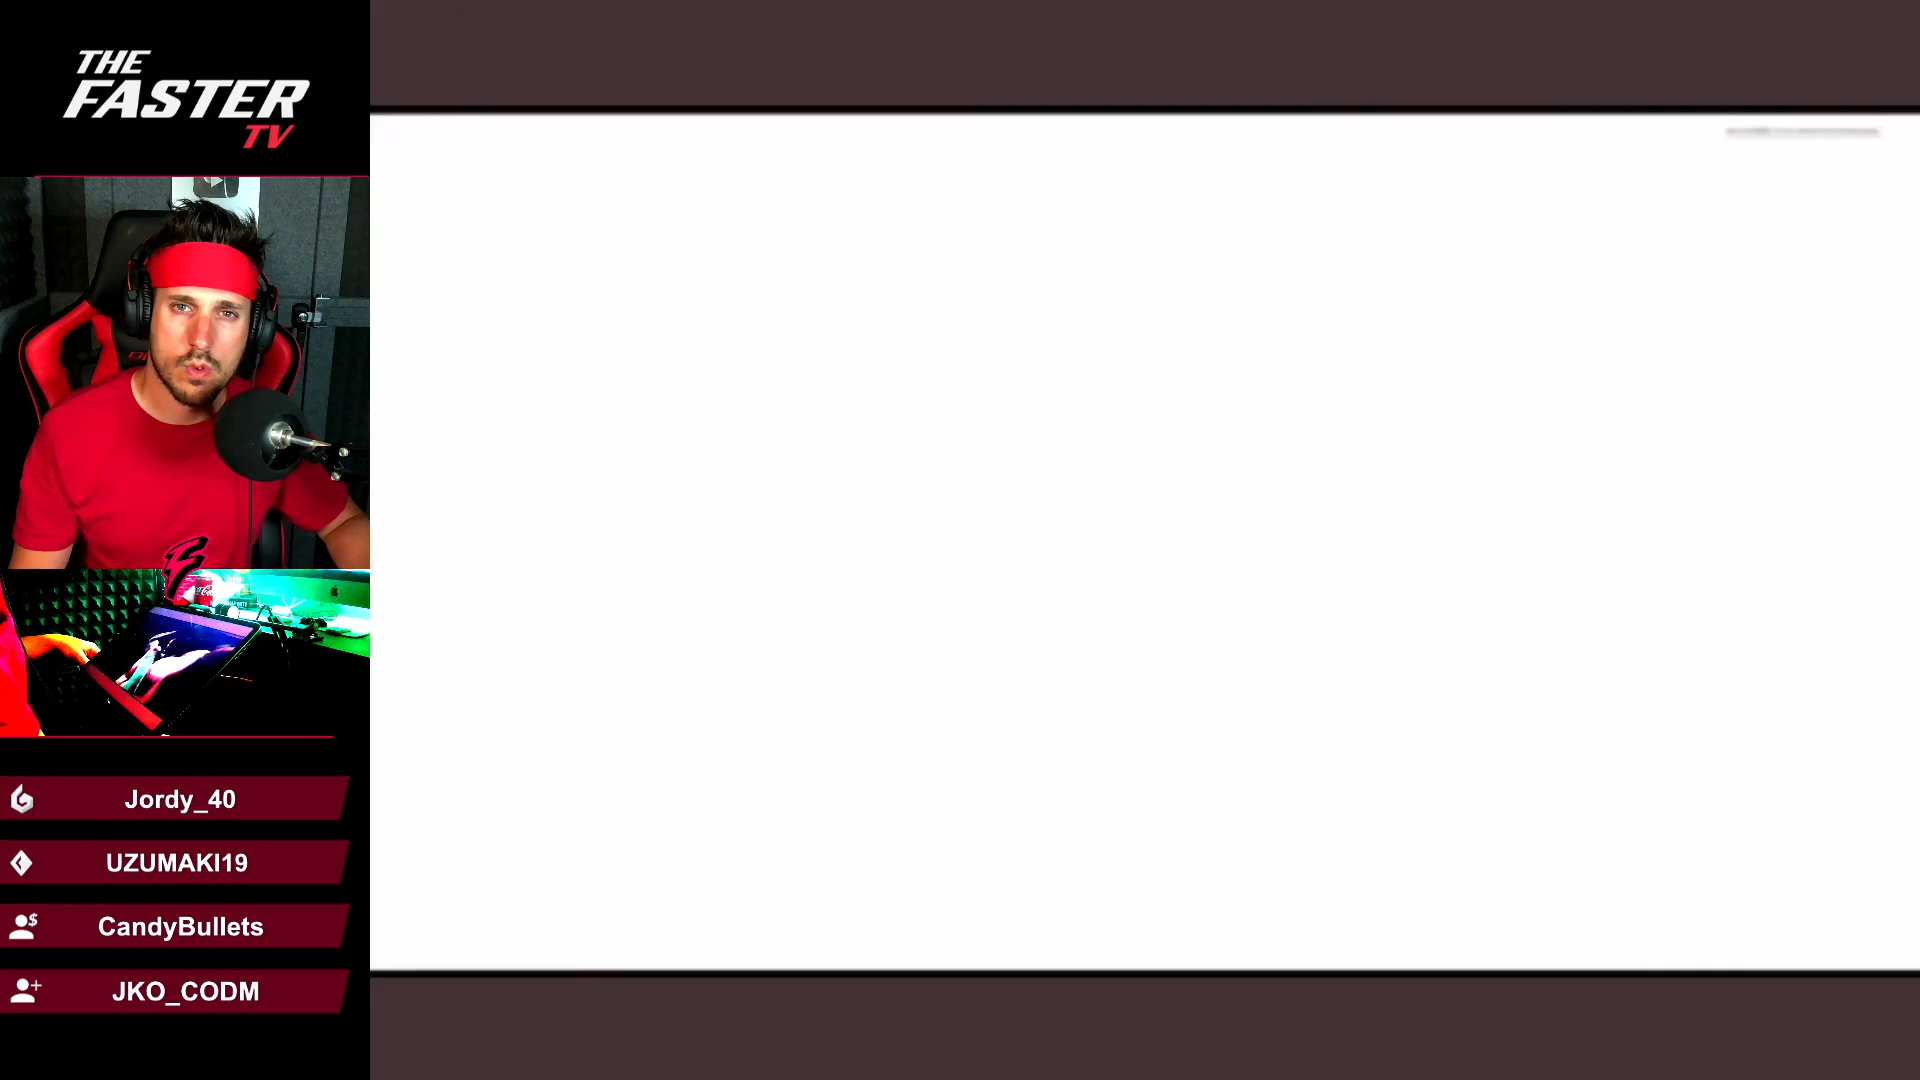 THE
FASTER
TV
Jordy_40
UZUMAKI19
CandyBullets
JKO_CODM